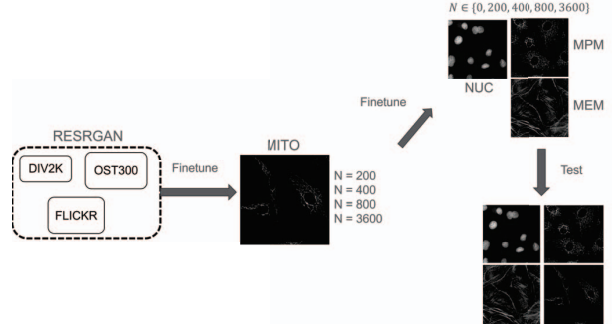 N ∈ {0, 200, 400, 800, 3600}
MPM
NUC
MEM
Finetune
RESRGAN
DIV2K
OST300
FLICKR
Finetune
ИITO
N = 200
N = 400
N = 800
N = 3600
Test